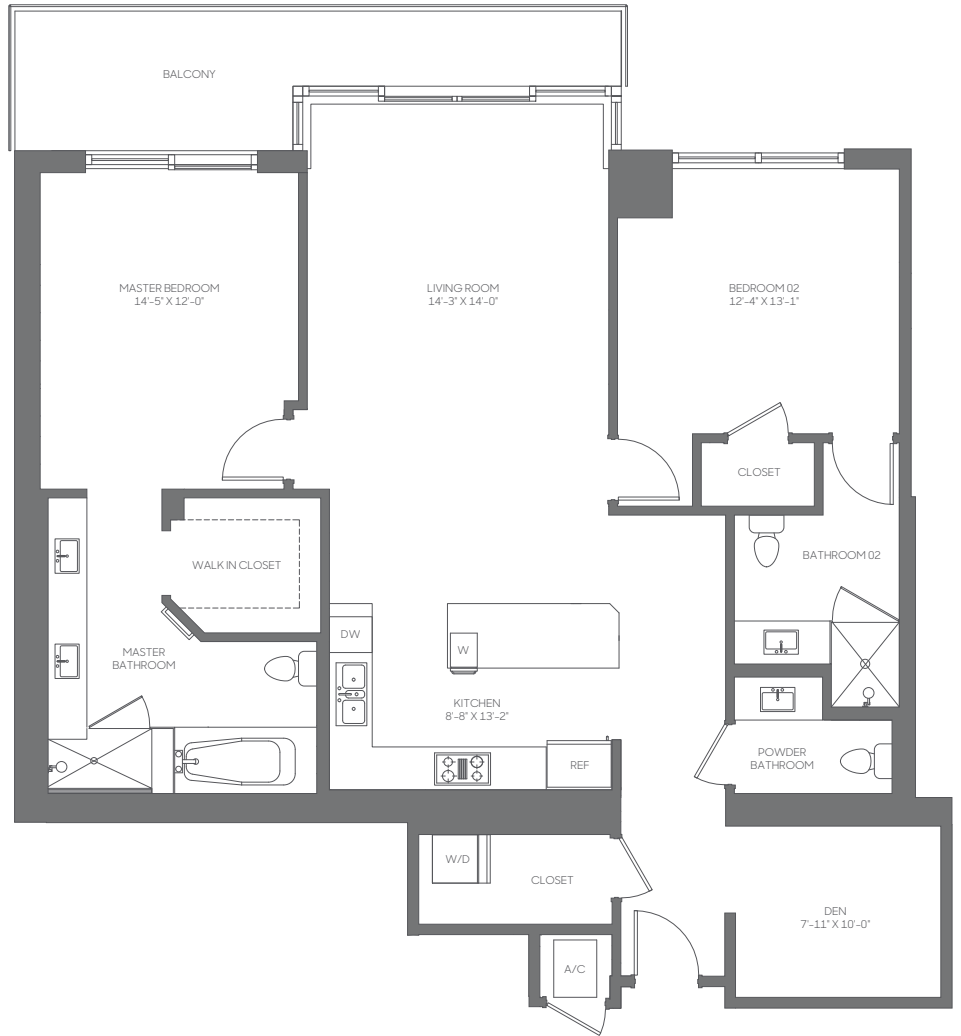 BALCONY
MASTER BEDROOM
14'-5" X 12'-0"
LIVING ROOM
14'-3" X 14'-0"
BEDROOM 02
12'-4" X 13'-1"
CLOSET
WALK IN CLOSET
BATHROOM 02
DW
W
MASTER
BATHROOM
KITCHEN
8'-8" X 13'-2"
REF
POWDER
BATHROOM
W/D
CLOSET
DEN
7'-11" X 10'-0"
A/C